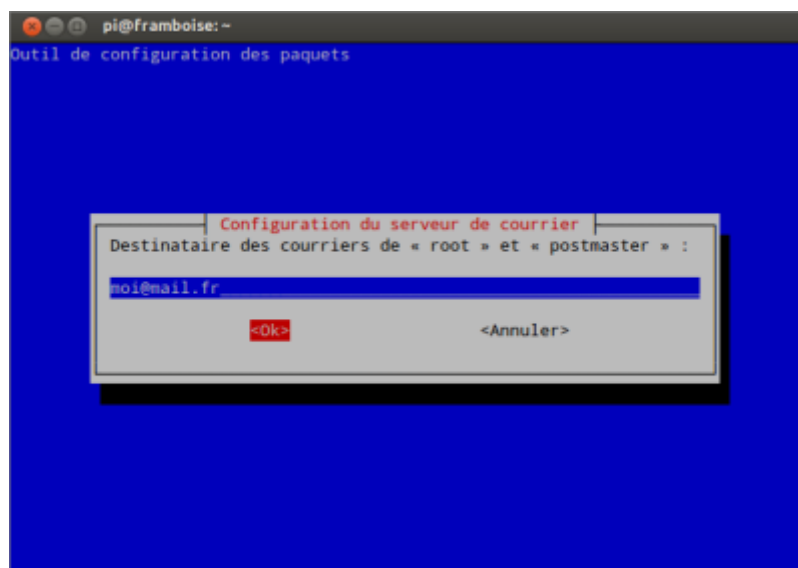 pi@framboise: ~
Outil de configuration des paquets
Configuration du serveur de courrier
Destinataire des courriers de « root » et « postmaster » :
moi@mail.fr
<Ok> <Annuler>